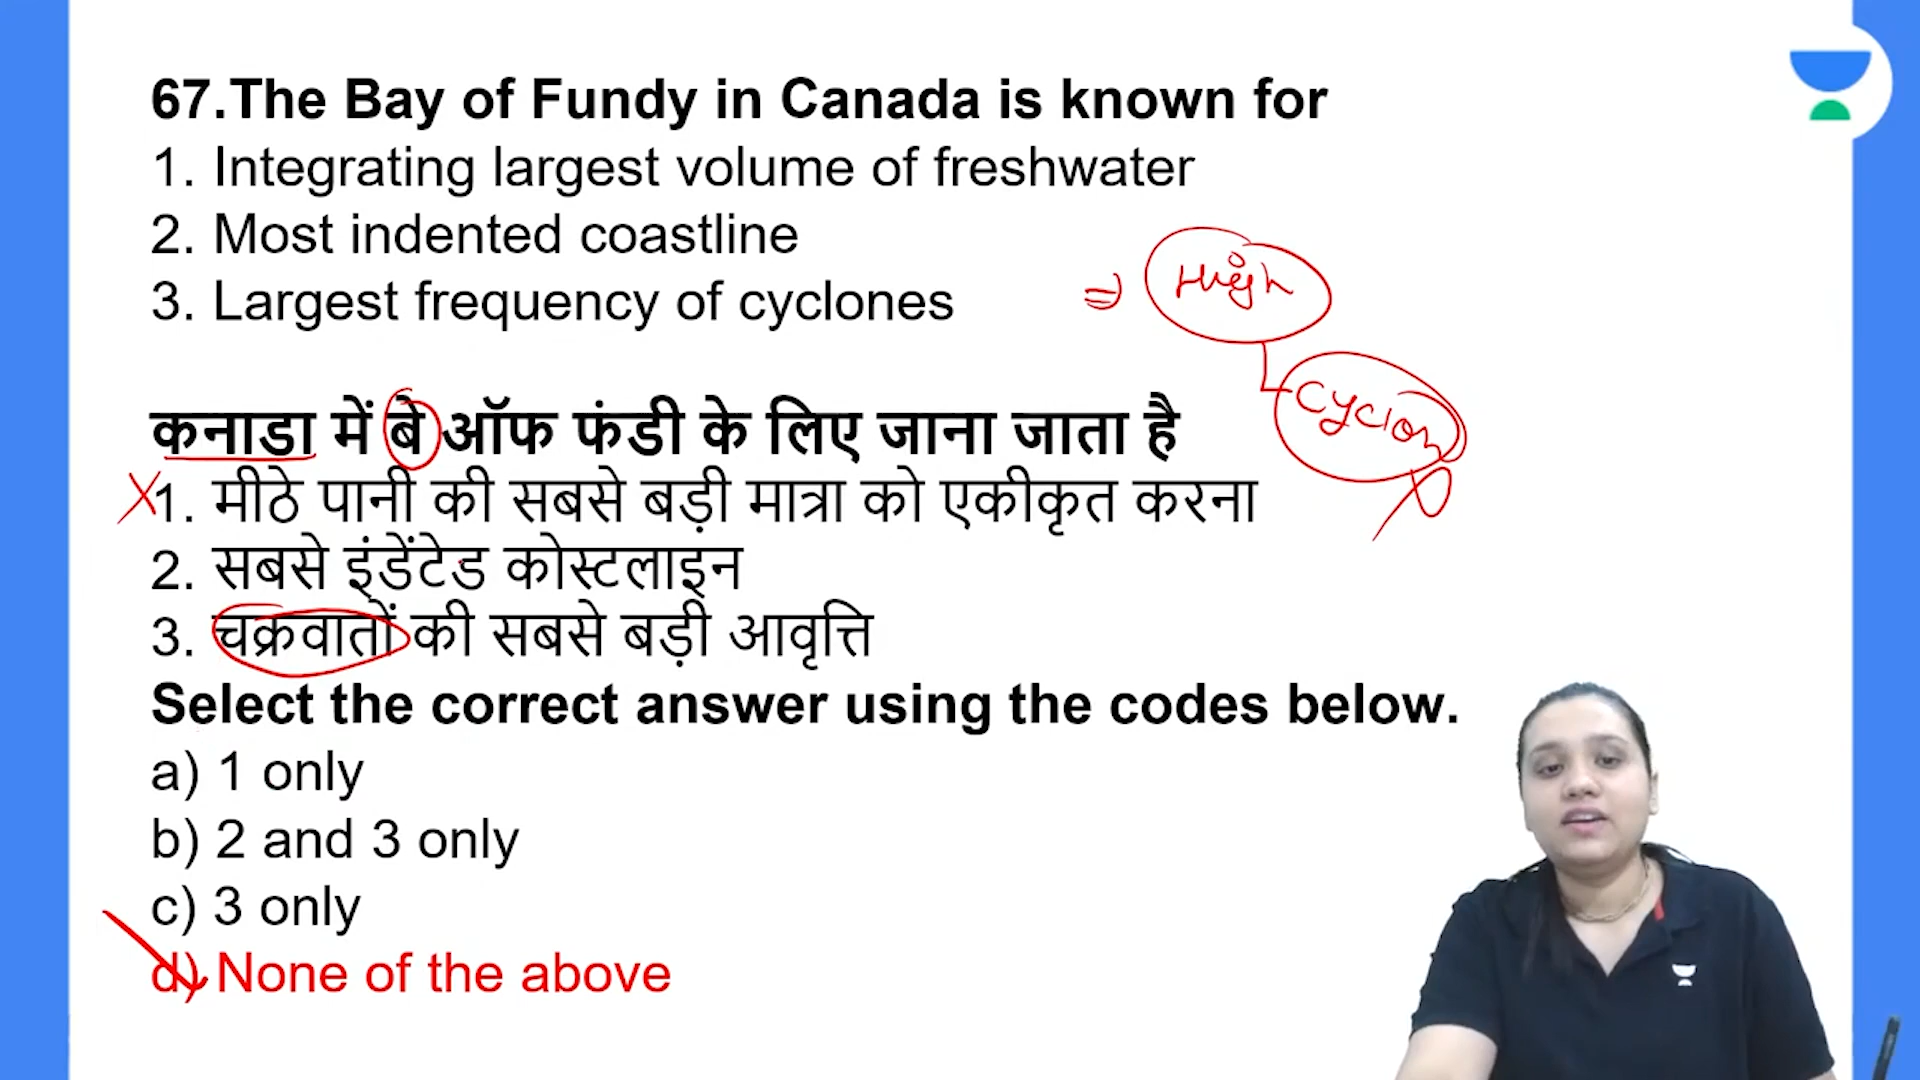 67.The Bay of Fundy in Canada is known for
1. Integrating largest volume of freshwater
2. Most indented coastline
3. Largest frequency of cyclones
⇒ High
Cyclon
कनाडा में बे ऑफ फंडी के लिए जाना जाता है
X1. मीठे पानी की सबसे बड़ी मात्रा को एकीकृत करना
2. सबसे इंडेंटेड कोस्टलाइन
3. चक्रवातों की सबसे बड़ी आवृत्ति
Select the correct answer using the codes below.
a) 1 only
b) 2 and 3 only
c) 3 only
d) None of the above